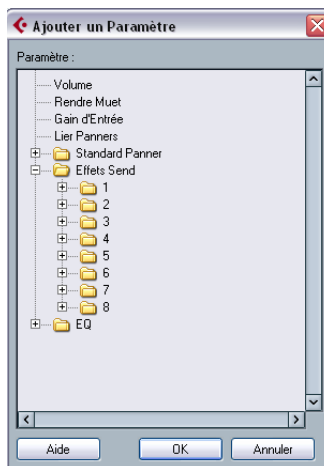 Ajouter un Paramètre
Paramètre :
Volume
Rendre Muet
Gain d'Entrée
Lier Panners
Standard Panner
Effets Send
1
2
3
4
5
6
7
8
EQ
Aide OK Annuler